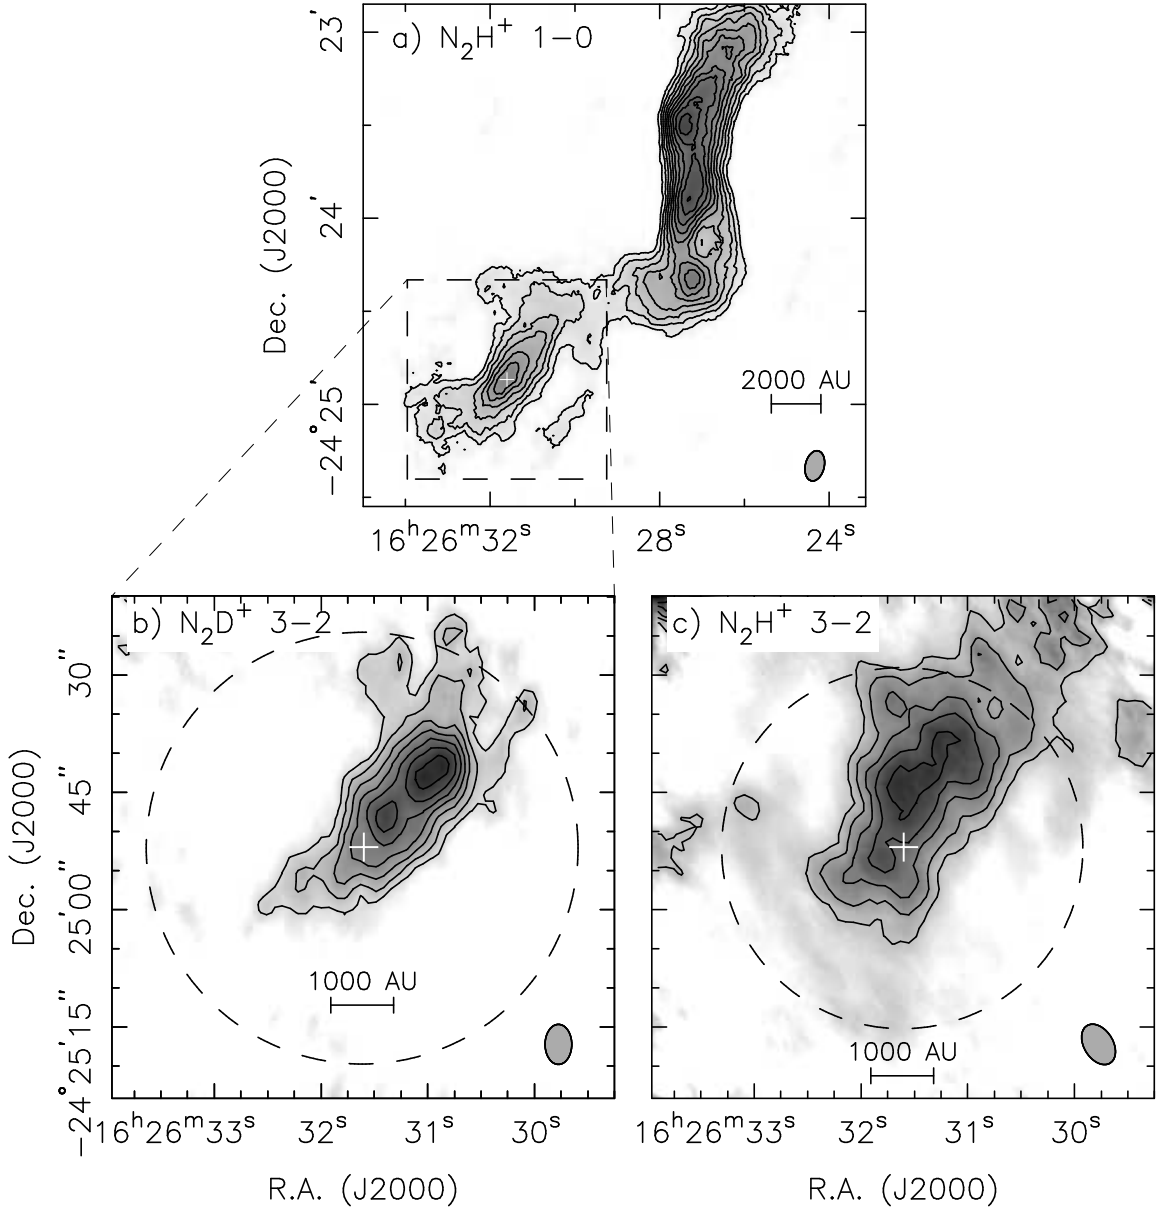 a) N₂H⁺ 1−0
23′
24′
−24°25′
Dec. (J2000)
2000 AU
16ʰ26ᵐ32ˢ 28ˢ 24ˢ
b) N₂D⁺ 3−2
30″
45″
25′00″
−24°25′15″
Dec. (J2000)
1000 AU
16ʰ26ᵐ33ˢ 32ˢ 31ˢ 30ˢ
R.A. (J2000)
c) N₂H⁺ 3−2
1000 AU
16ʰ26ᵐ33ˢ 32ˢ 31ˢ 30ˢ
R.A. (J2000)